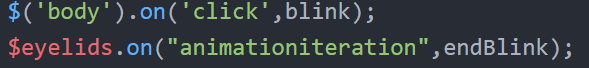 $('body').on('click',blink);
$eyelids.on("animationiteration",endBlink);